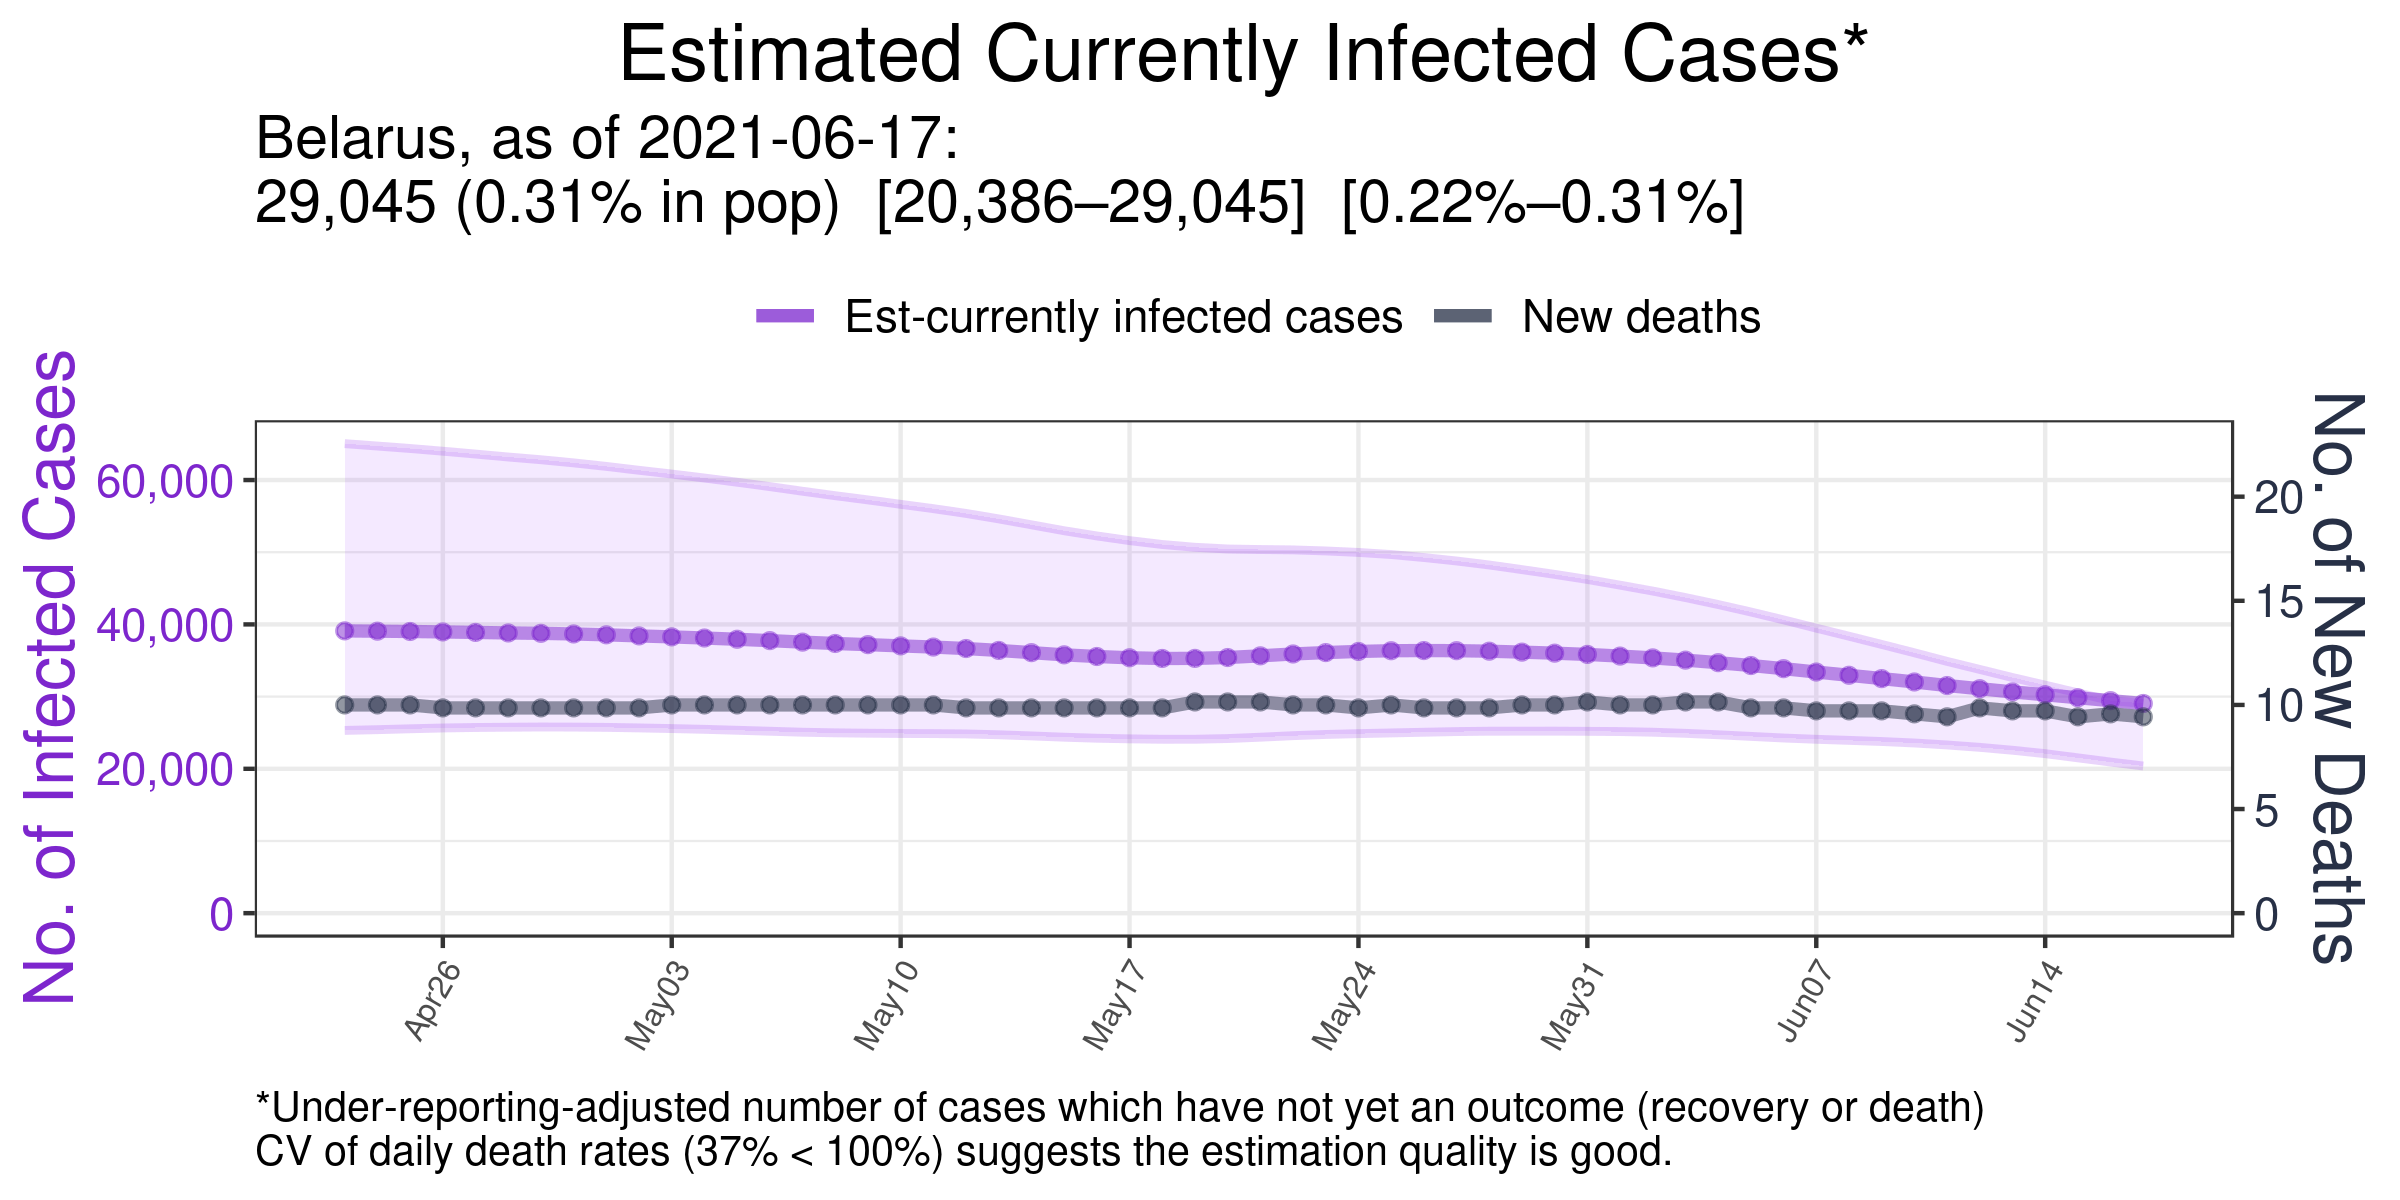 Estimated Currently Infected Cases*
Belarus, as of 2021-06-17:
29,045 (0.31% in pop)  [20,386–29,045]  [0.22%–0.31%]
Est-currently infected cases
New deaths
No. of Infected Cases
60,000
40,000
20,000
0
No. of New Deaths
20
15
10
5
0
Apr26
May03
May10
May17
May24
May31
Jun07
Jun14
*Under-reporting-adjusted number of cases which have not yet an outcome (recovery or death)
CV of daily death rates (37% < 100%) suggests the estimation quality is good.